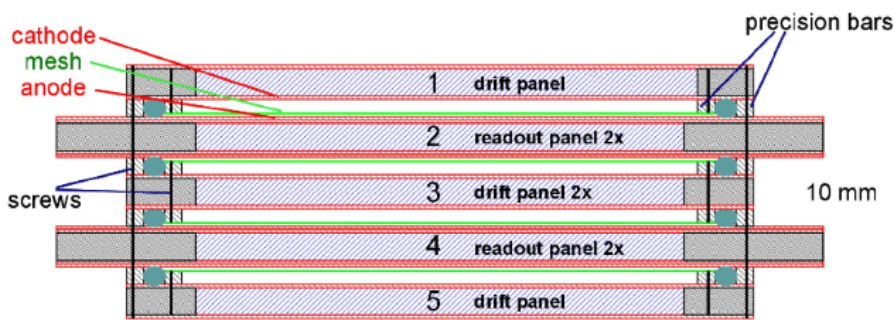 cathode
mesh
anode
precision bars
1 drift panel
2 readout panel 2x
3 drift panel 2x
screws
10 mm
4 readout panel 2x
5 drift panel